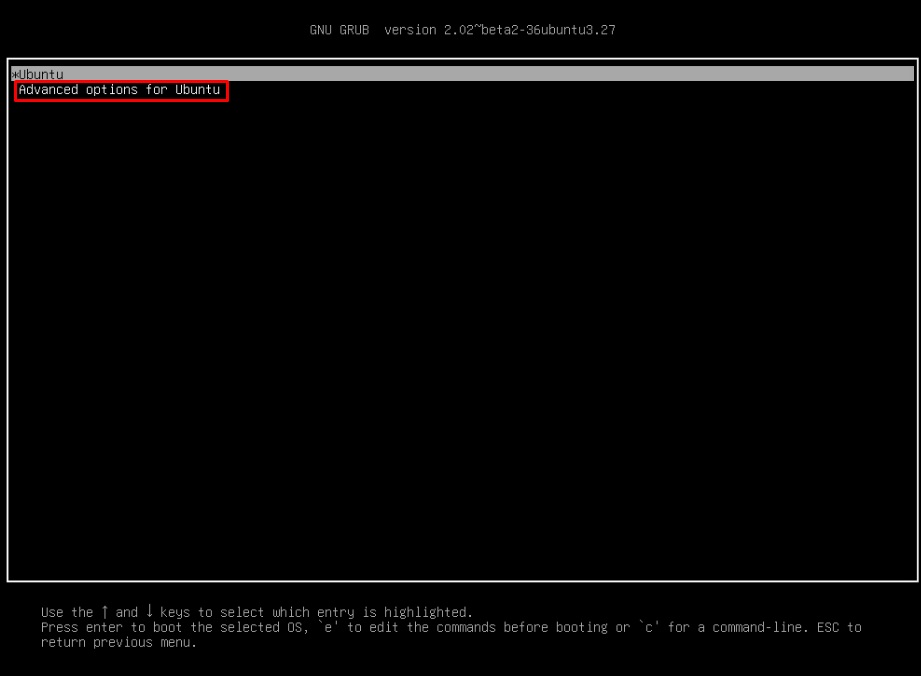 GNU GRUB  version 2.02~beta2-36ubuntu3.27
*Ubuntu
Advanced options for Ubuntu
Use the ↑ and ↓ keys to select which entry is highlighted.
Press enter to boot the selected OS, `e' to edit the commands before booting or `c' for a command-line. ESC to
return previous menu.